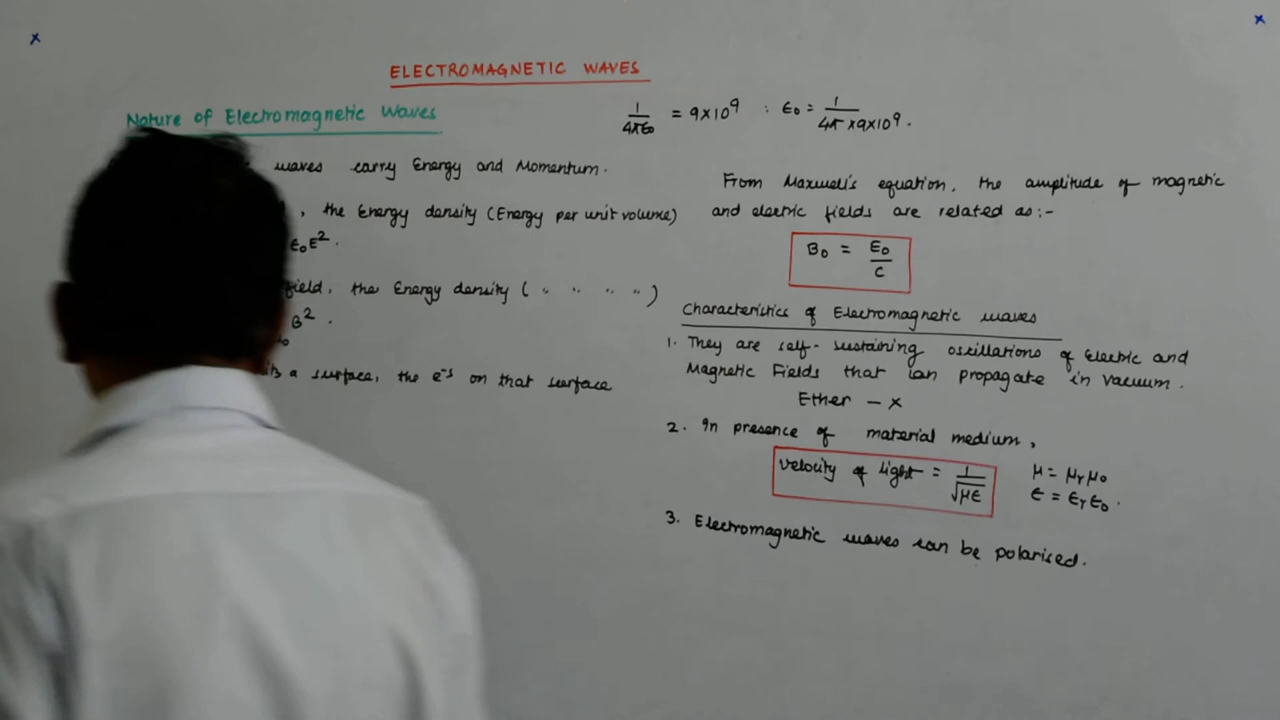 ELECTROMAGNETIC WAVES
Nature of Electromagnetic Waves
waves carry Energy and Momentum.
, the Energy density (Energy per unit volume)
ε₀E².
field, the Energy density ( " " " " )
B².
a surface, the e⁻s on that surface
1/4πε₀ = 9×10⁹ : ε₀ = 1/4π×9×10⁹.
From Maxwell's equation, the amplitude of magnetic
and electric fields are related as:-
B₀ = E₀/c
Characteristics of Electromagnetic waves
1. They are self-sustaining oscillations of Electric and
Magnetic Fields that can propagate in vacuum.
Ether – x
2. In presence of material medium,
velocity of light = 1/√με
μ = μᵣμ₀
ε = εᵣε₀.
3. Electromagnetic waves can be polarised.